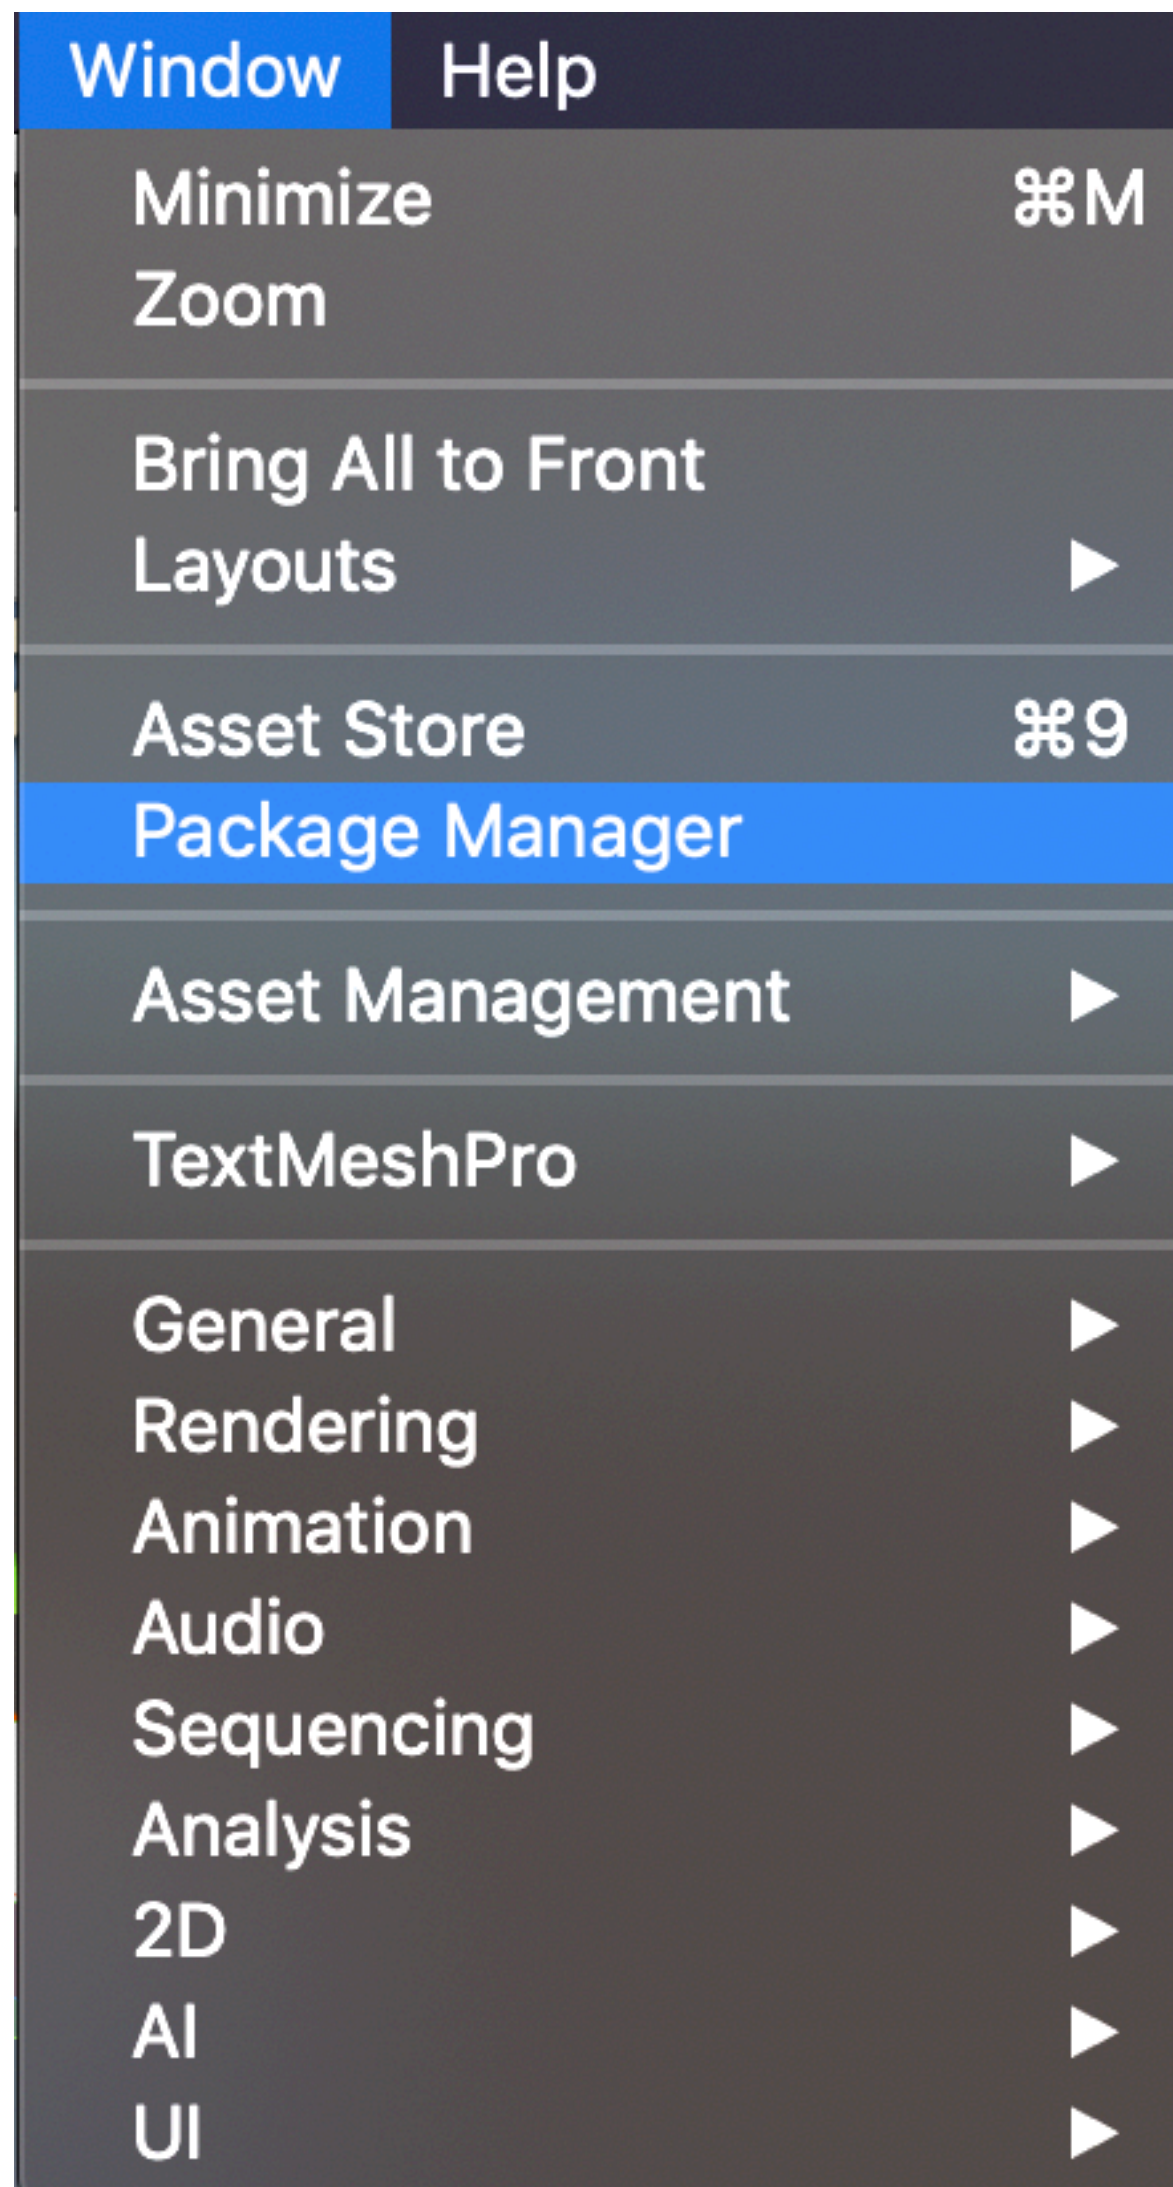 Window Help
Minimize ⌘M
Zoom
Bring All to Front
Layouts ▶
Asset Store ⌘9
Package Manager
Asset Management ▶
TextMeshPro ▶
General ▶
Rendering ▶
Animation ▶
Audio ▶
Sequencing ▶
Analysis ▶
2D ▶
AI ▶
UI ▶